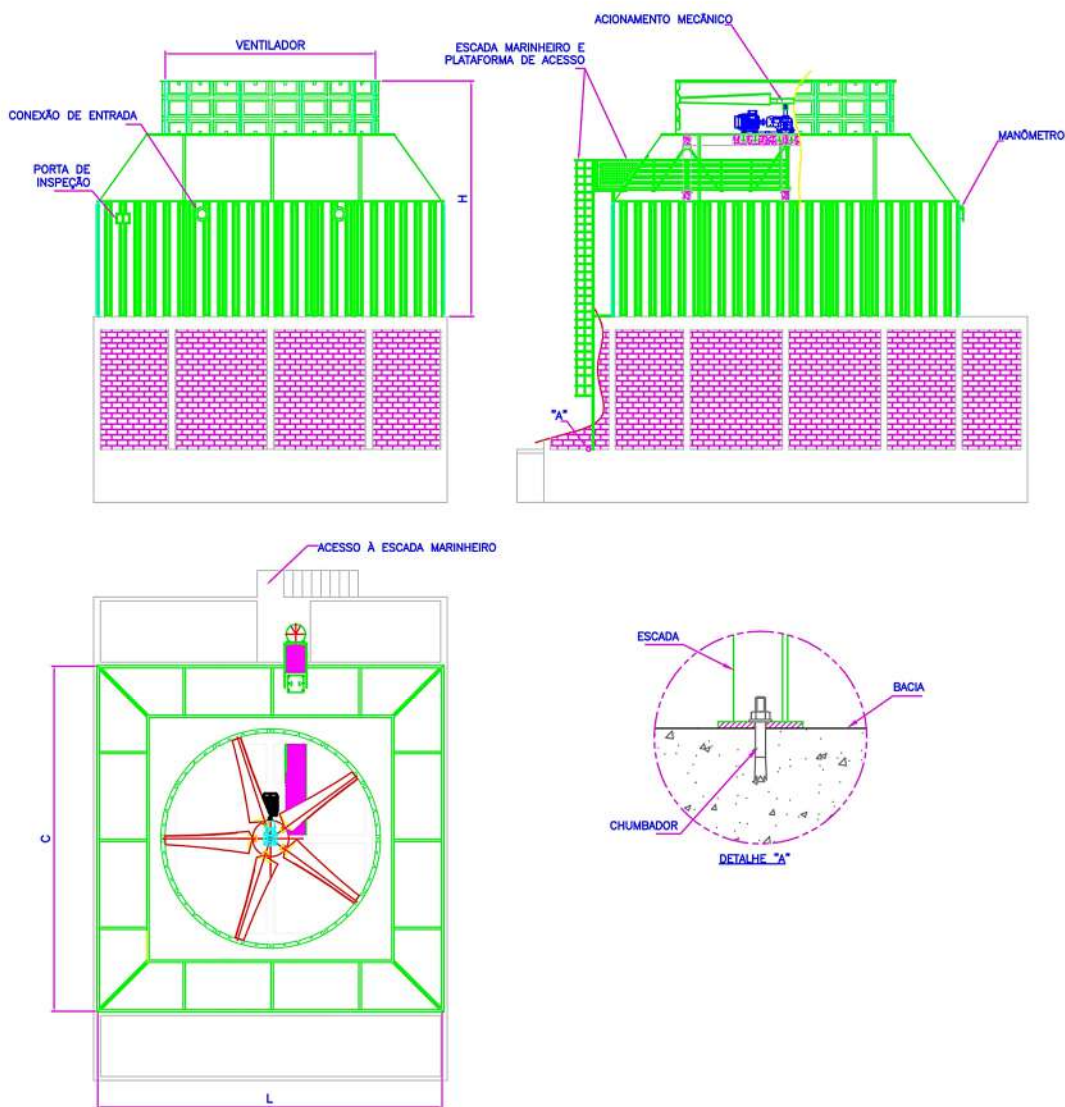 VENTILADOR
CONEXÃO DE ENTRADA
PORTA DE
INSPEÇÃO
H
ACIONAMENTO MECÂNICO
ESCADA MARINHEIRO E
PLATAFORMA DE ACESSO
MANÔMETRO
"A"
ACESSO À ESCADA MARINHEIRO
C
L
ESCADA
BACIA
CHUMBADOR
DETALHE "A"